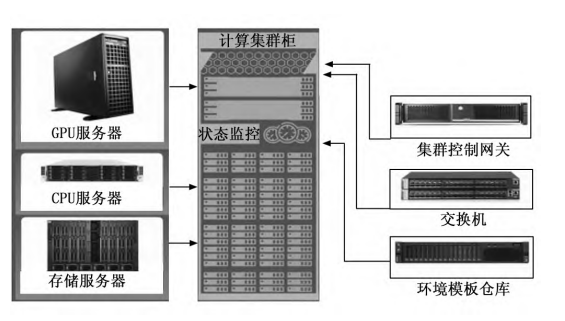 计算集群柜
GPU服务器
状态监控
集群控制网关
CPU服务器
交换机
存储服务器
环境模板仓库